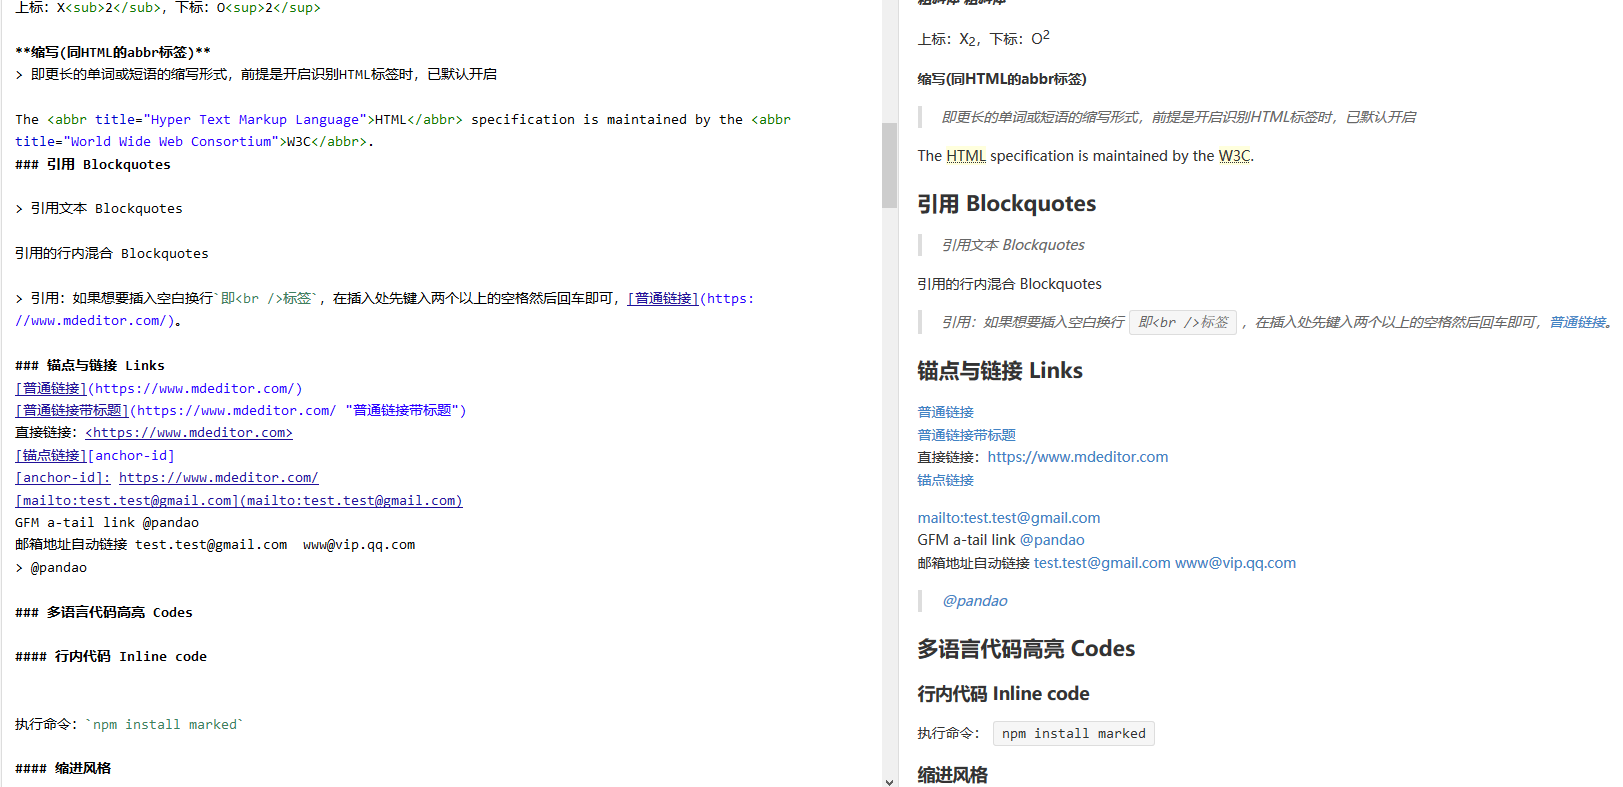 上标：X<sub>2</sub>，下标：O<sup>2</sup>
**缩写(同HTML的abbr标签)**
> 即更长的单词或短语的缩写形式，前提是开启识别HTML标签时，已默认开启
The <abbr title="Hyper Text Markup Language">HTML</abbr> specification is maintained by the <abbr
title="World Wide Web Consortium">W3C</abbr>.
### 引用 Blockquotes
> 引用文本 Blockquotes
引用的行内混合 Blockquotes
> 引用：如果想要插入空白换行`即<br />标签`，在插入处先键入两个以上的空格然后回车即可，[普通链接](https:
//www.mdeditor.com/)。
### 锚点与链接 Links
[普通链接](https://www.mdeditor.com/)
[普通链接带标题](https://www.mdeditor.com/ "普通链接带标题")
直接链接：<https://www.mdeditor.com>
[锚点链接][anchor-id]
[anchor-id]: https://www.mdeditor.com/
[mailto:test.test@gmail.com](mailto:test.test@gmail.com)
GFM a-tail link @pandao
邮箱地址自动链接 test.test@gmail.com  www@vip.qq.com
> @pandao
### 多语言代码高亮 Codes
#### 行内代码 Inline code
执行命令：`npm install marked`
#### 缩进风格
上标：X2，下标：O2
缩写(同HTML的abbr标签)
即更长的单词或短语的缩写形式，前提是开启识别HTML标签时，已默认开启
The HTML specification is maintained by the W3C.
引用 Blockquotes
引用文本 Blockquotes
引用的行内混合 Blockquotes
引用：如果想要插入空白换行 即<br />标签 ，在插入处先键入两个以上的空格然后回车即可，普通链接。
锚点与链接 Links
普通链接
普通链接带标题
直接链接：https://www.mdeditor.com
锚点链接
mailto:test.test@gmail.com
GFM a-tail link @pandao
邮箱地址自动链接 test.test@gmail.com www@vip.qq.com
@pandao
多语言代码高亮 Codes
行内代码 Inline code
执行命令： npm install marked
缩进风格